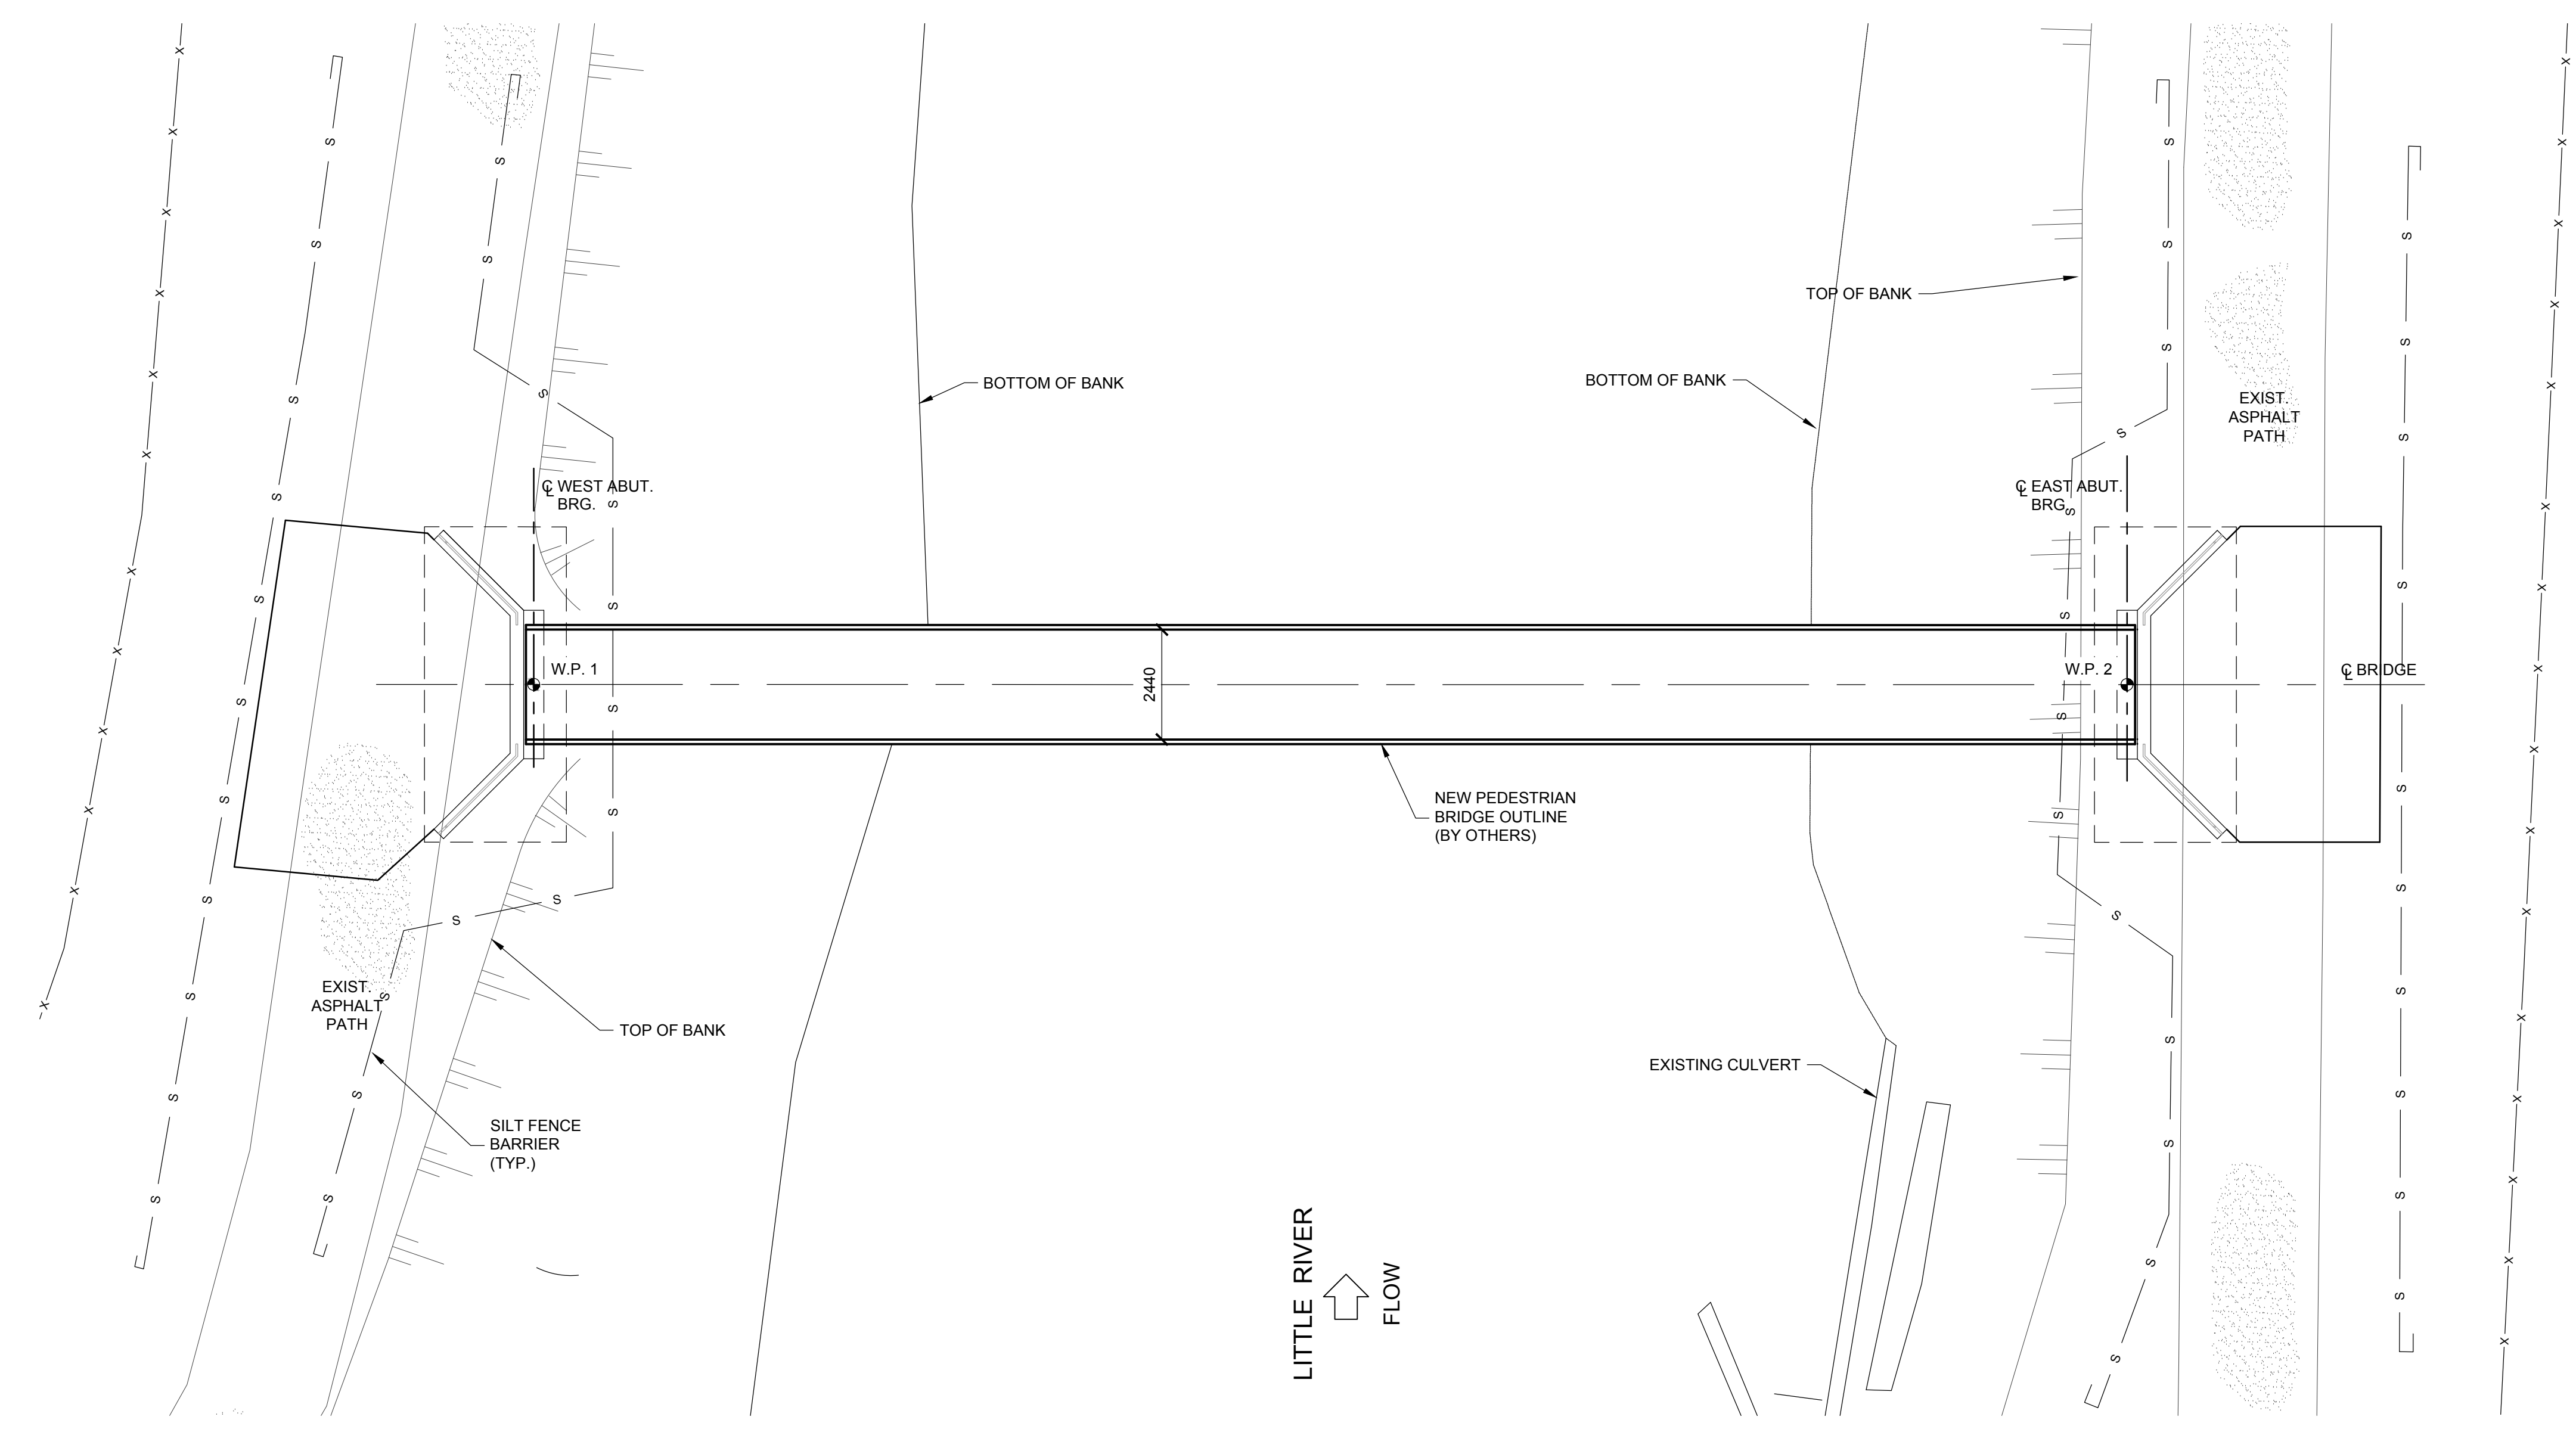 TOP OF BANK
BOTTOM OF BANK
BOTTOM OF BANK
EXIST.
ASPHALT
PATH
℄ WEST ABUT.
BRG.
℄ EAST ABUT.
BRG.
W.P. 1
2440
W.P. 2
℄ BRIDGE
NEW PEDESTRIAN
BRIDGE OUTLINE
(BY OTHERS)
EXIST.
ASPHALT
PATH
TOP OF BANK
EXISTING CULVERT
SILT FENCE
BARRIER
(TYP.)
LITTLE RIVER
FLOW